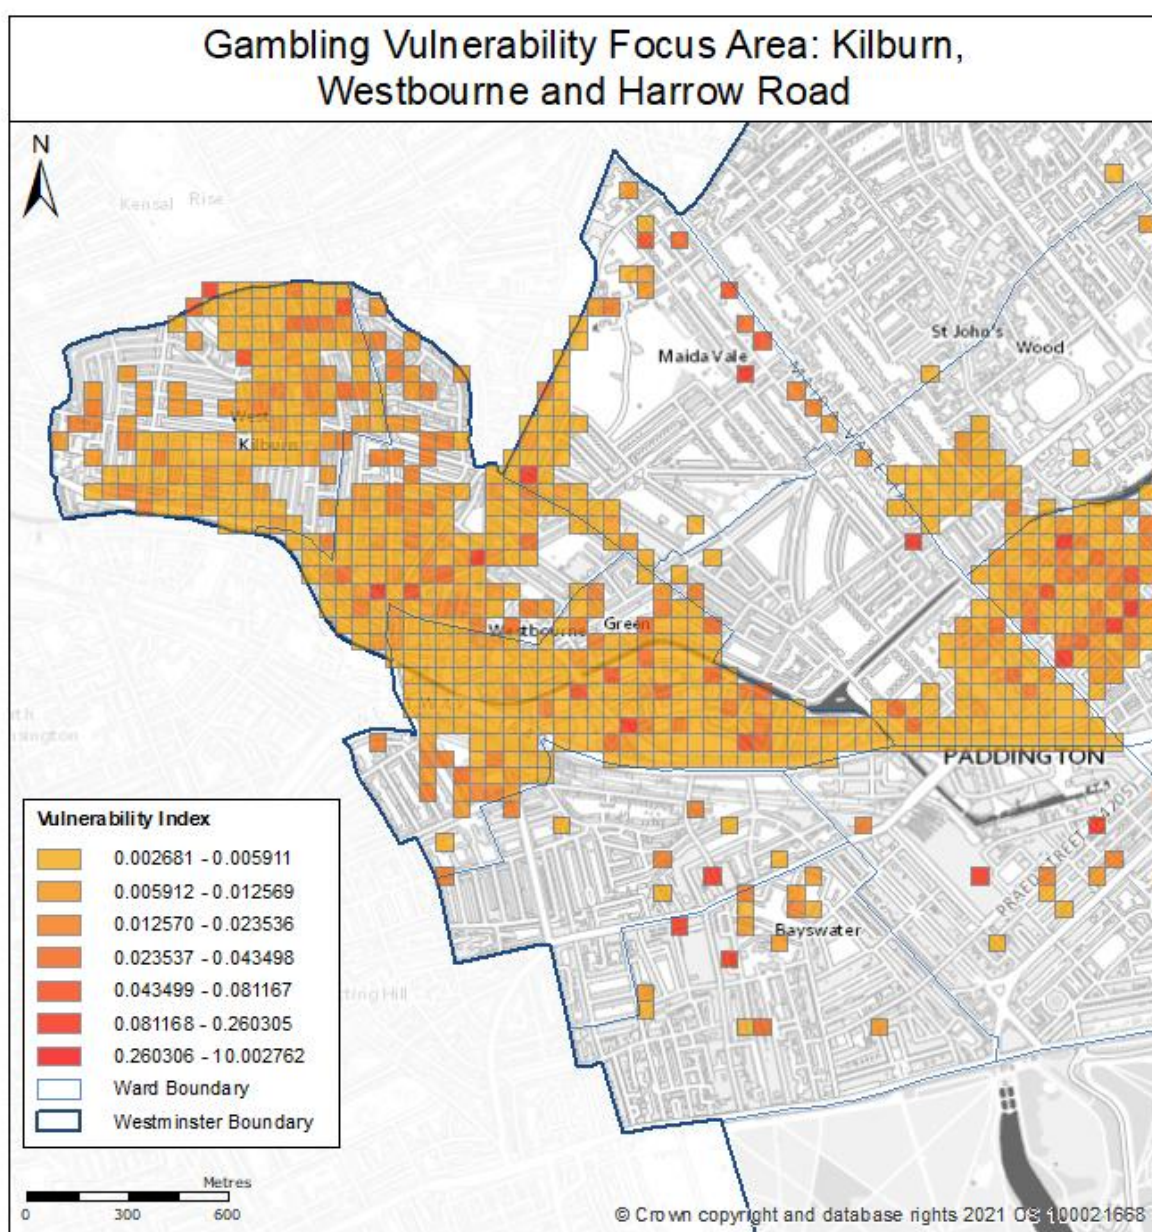 Gambling Vulnerability Focus Area: Kilburn,
Westbourne and Harrow Road
N
Kensal Rise
St John's
Wood
Maida Vale
West
Kilburn
Westbourne Green
PADDINGTON
PRAED STREET (A4205)
Bayswater
Vulnerability Index
0.002681 - 0.005911
0.005912 - 0.012569
0.012570 - 0.023536
0.023537 - 0.043498
0.043499 - 0.081167
0.081168 - 0.260305
0.260306 - 10.002762
Ward Boundary
Westminster Boundary
Metres
0 300 600
© Crown copyright and database rights 2021 OS 100021668